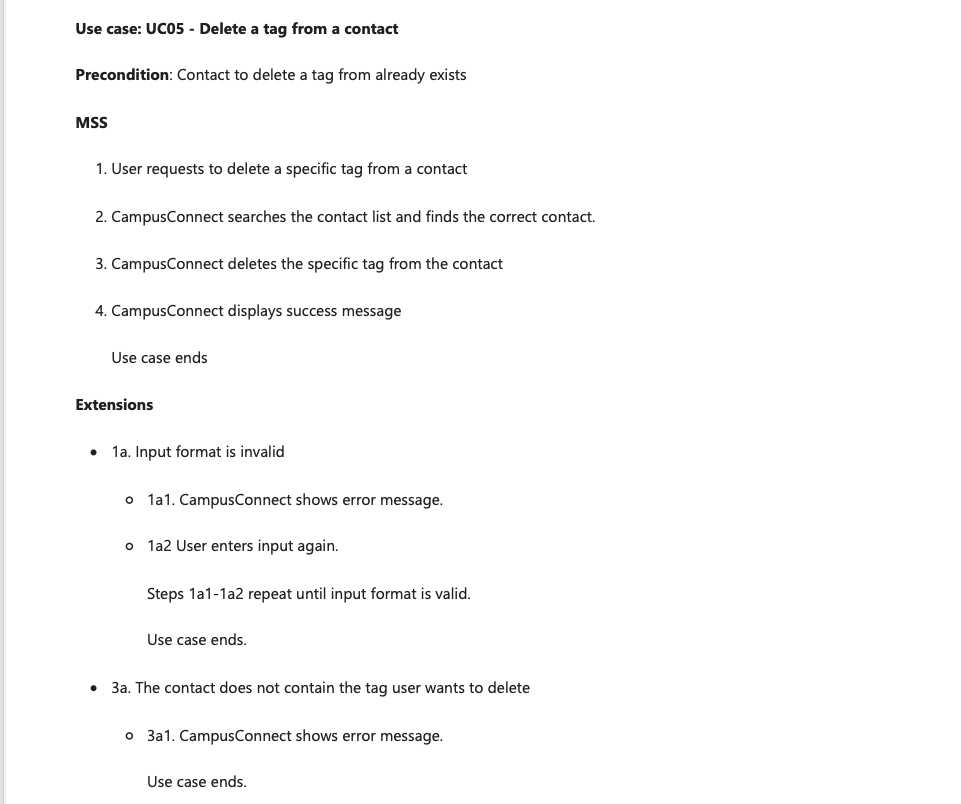 Use case: UC05 - Delete a tag from a contact
Precondition: Contact to delete a tag from already exists
MSS
1. User requests to delete a specific tag from a contact
2. CampusConnect searches the contact list and finds the correct contact.
3. CampusConnect deletes the specific tag from the contact
4. CampusConnect displays success message
Use case ends
Extensions
• 1a. Input format is invalid
○ 1a1. CampusConnect shows error message.
○ 1a2 User enters input again.
Steps 1a1-1a2 repeat until input format is valid.
Use case ends.
• 3a. The contact does not contain the tag user wants to delete
○ 3a1. CampusConnect shows error message.
Use case ends.